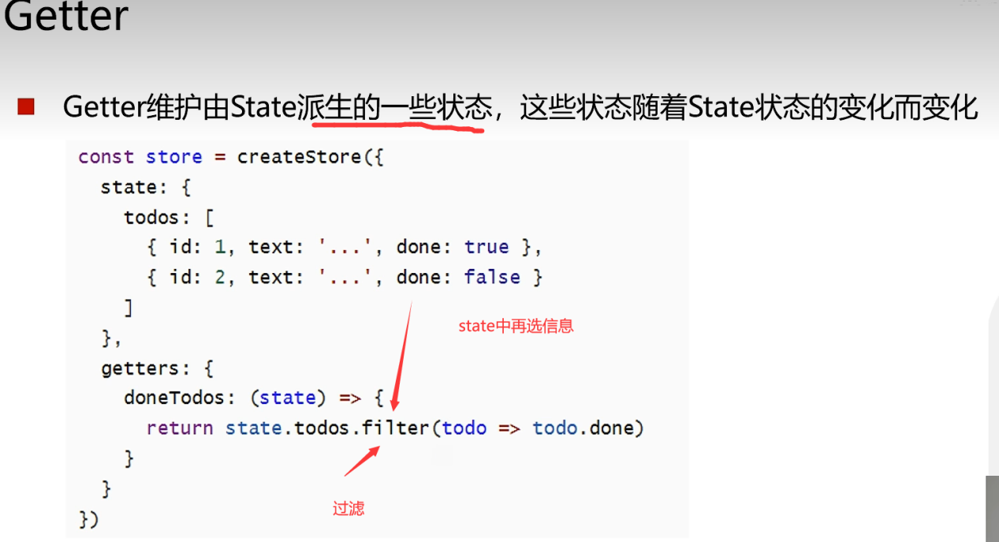 Getter
Getter维护由State派生的一些状态，这些状态随着State状态的变化而变化
const store = createStore({
  state: {
    todos: [
      { id: 1, text: '...', done: true },
      { id: 2, text: '...', done: false }
    ]
state中再选信息
  },
  getters: {
    doneTodos: (state) => {
      return state.todos.filter(todo => todo.done)
    }
  }
过滤
})